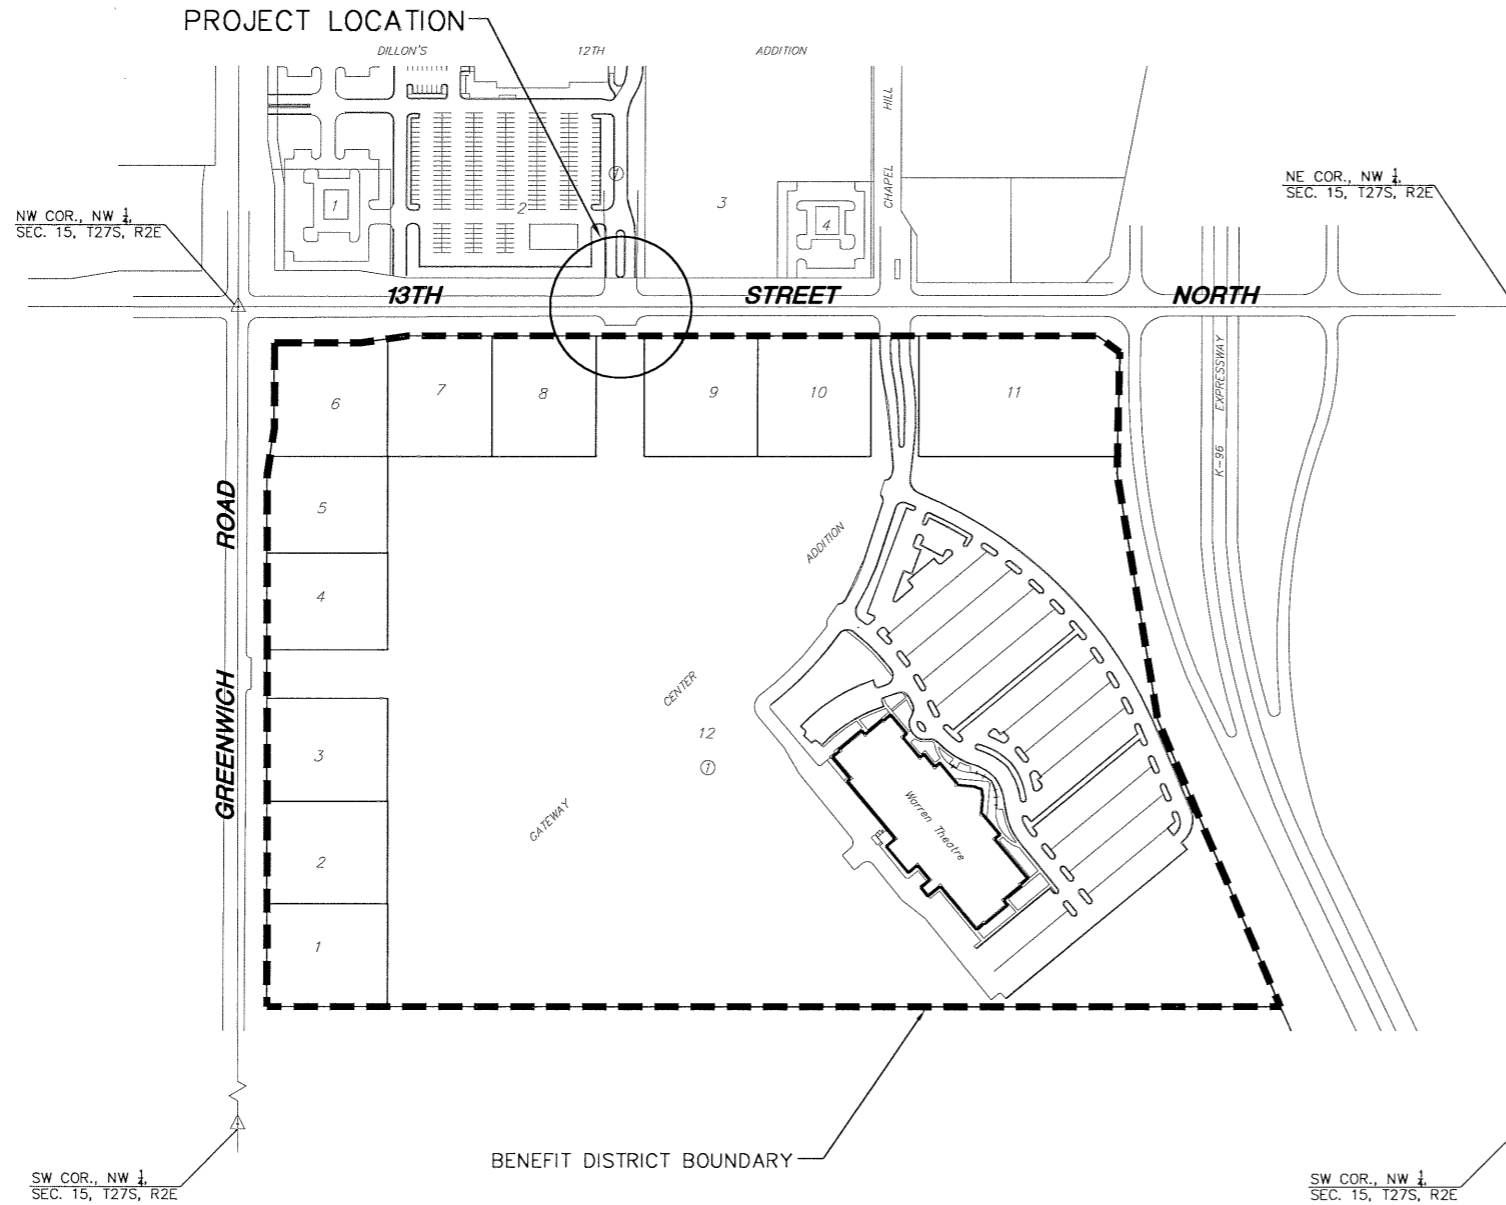 PROJECT LOCATION
DILLON'S 12TH ADDITION
CHAPEL HILL
1
2
1
3
4
NW COR., NW 1/4,
SEC. 15, T27S, R2E
NE COR., NW 1/4,
SEC. 15, T27S, R2E
13TH STREET NORTH
K-96 EXPRESSWAY
6
7
8
9
10
11
5
4
3
2
1
GREENWICH ROAD
GATEWAY CENTER ADDITION
12
1
Warren Theatre
BENEFIT DISTRICT BOUNDARY
SW COR., NW 1/4,
SEC. 15, T27S, R2E
SW COR., NW 1/4,
SEC. 15, T27S, R2E